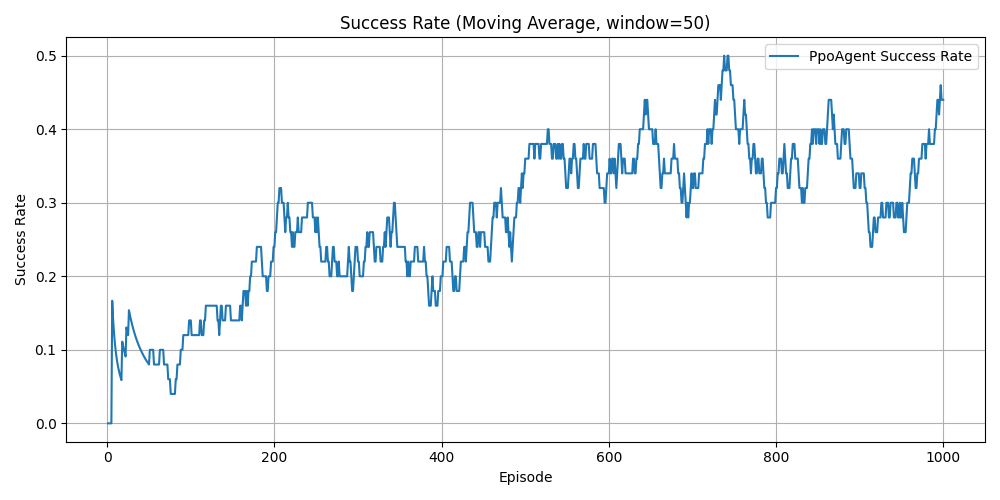 Success Rate (Moving Average, window=50)
PpoAgent Success Rate
Success Rate
0.5
0.4
0.3
0.2
0.1
0.0
0 200 400 600 800 1000
Episode